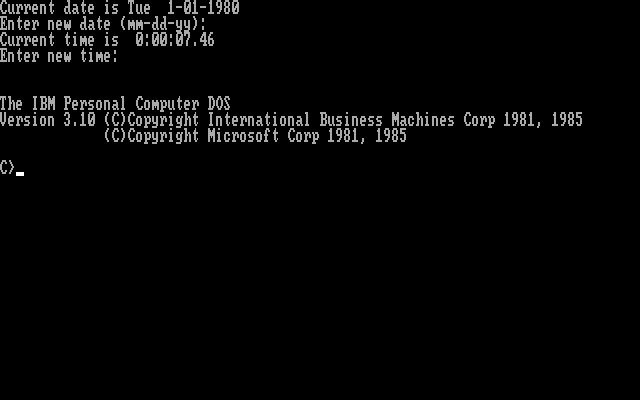 Current date is Tue  1-01-1980
Enter new date (mm-dd-yy):
Current time is  0:00:07.46
Enter new time:
The IBM Personal Computer DOS
Version 3.10 (C)Copyright International Business Machines Corp 1981, 1985
             (C)Copyright Microsoft Corp 1981, 1985
C>